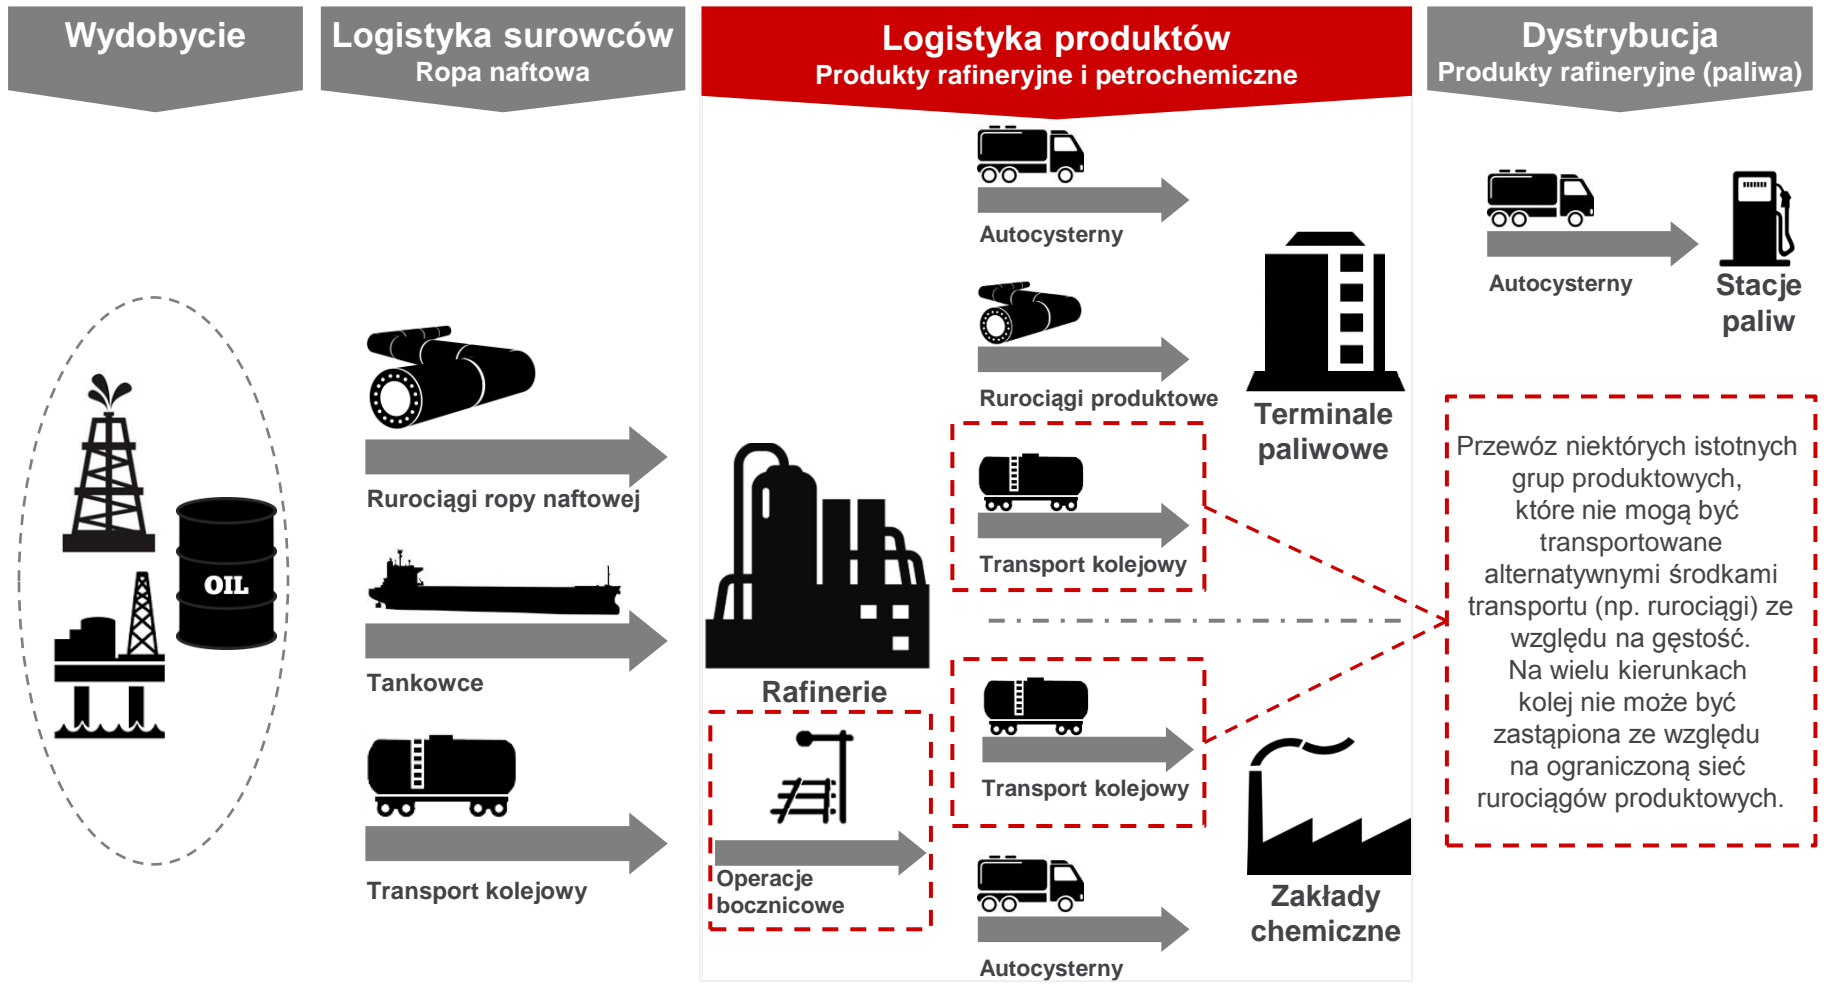 Wydobycie
Logistyka surowców
Ropa naftowa
Logistyka produktów
Produkty rafineryjne i petrochemiczne
Dystrybucja
Produkty rafineryjne (paliwa)
OIL
Rurociągi ropy naftowej
Tankowce
Transport kolejowy
Rafinerie
Operacje
bocznicowe
Autocysterny
Rurociągi produktowe
Transport kolejowy
Terminale
paliwowe
Transport kolejowy
Autocysterny
Zakłady
chemiczne
Autocysterny
Stacje
paliw
Przewóz niektórych istotnych
grup produktowych,
które nie mogą być
transportowane
alternatywnymi środkami
transportu (np. rurociągi) ze
względu na gęstość.
Na wielu kierunkach
kolej nie może być
zastąpiona ze względu
na ograniczoną sieć
rurociągów produktowych.